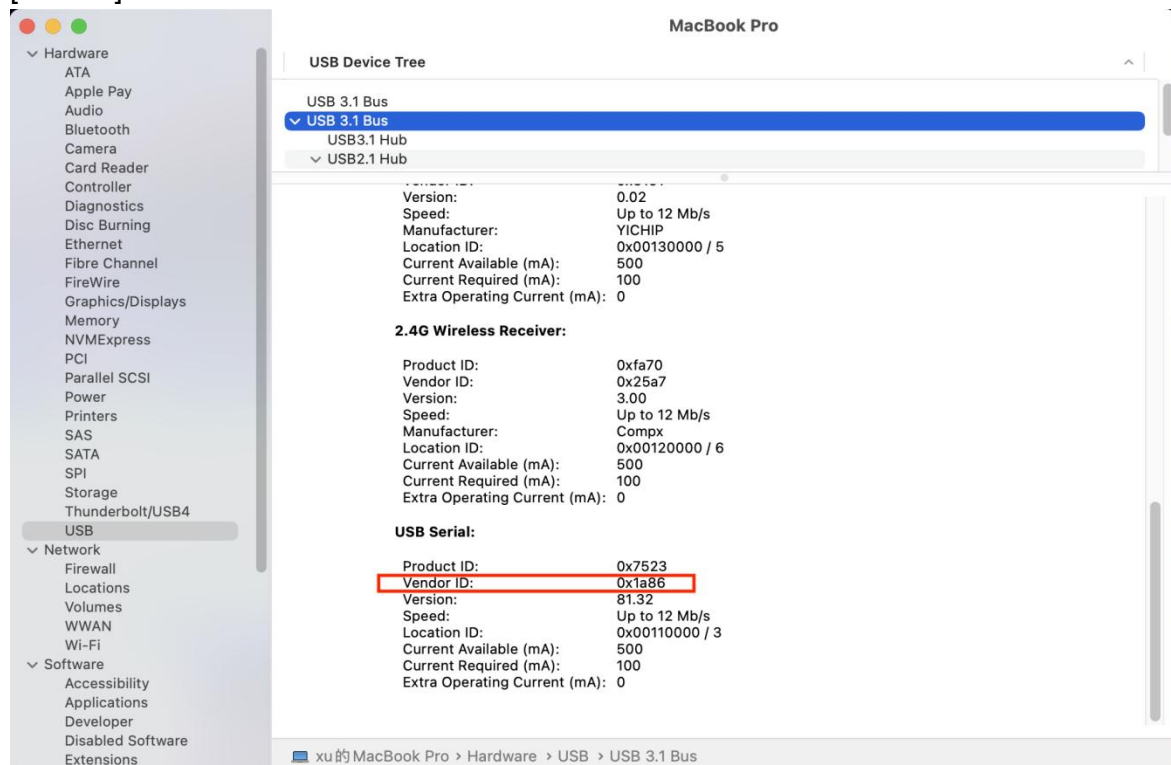 MacBook Pro
Hardware
ATA
Apple Pay
Audio
Bluetooth
Camera
Card Reader
Controller
Diagnostics
Disc Burning
Ethernet
Fibre Channel
FireWire
Graphics/Displays
Memory
NVMExpress
PCI
Parallel SCSI
Power
Printers
SAS
SATA
SPI
Storage
Thunderbolt/USB4
USB
Network
Firewall
Locations
Volumes
WWAN
Wi-Fi
Software
Accessibility
Applications
Developer
Disabled Software
Extensions
USB Device Tree
USB 3.1 Bus
USB 3.1 Bus
USB3.1 Hub
USB2.1 Hub
Version: 0.02
Speed: Up to 12 Mb/s
Manufacturer: YICHIP
Location ID: 0x00130000 / 5
Current Available (mA): 500
Current Required (mA): 100
Extra Operating Current (mA): 0
2.4G Wireless Receiver:
Product ID: 0xfa70
Vendor ID: 0x25a7
Version: 3.00
Speed: Up to 12 Mb/s
Manufacturer: Compx
Location ID: 0x00120000 / 6
Current Available (mA): 500
Current Required (mA): 100
Extra Operating Current (mA): 0
USB Serial:
Product ID: 0x7523
Vendor ID: 0x1a86
Version: 81.32
Speed: Up to 12 Mb/s
Location ID: 0x00110000 / 3
Current Available (mA): 500
Current Required (mA): 100
Extra Operating Current (mA): 0
xu的MacBook Pro › Hardware › USB › USB 3.1 Bus